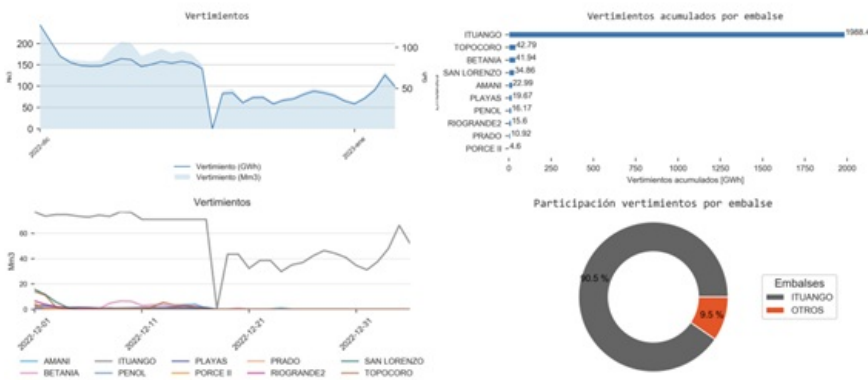 Vertimientos
200
150
100
50
0
100
50
Mm3
2022-dic
2023-ene
Vertimiento (GWh)
Vertimiento (Mm3)
Vertimientos acumulados por embalse
ITUANGO 1988.4
TOPOCORO 42.79
BETANIA 41.94
SAN LORENZO 34.86
AMANI 22.99
PLAYAS 19.67
PENOL 16.17
RIOGRANDE2 15.6
PRADO 10.92
PORCE II 4.6
0 250 500 750 1000 1250 1500 1750 2000
Vertimientos acumulados [GWh]
Vertimientos
Mm3
60
40
20
0
2022-12-01
2022-12-11
2022-12-21
2022-12-31
AMANI ITUANGO PLAYAS PRADO SAN LORENZO
BETANIA PENOL PORCE II RIOGRANDE2 TOPOCORO
Participación vertimientos por embalse
90.5 %
9.5 %
Embalses
ITUANGO
OTROS